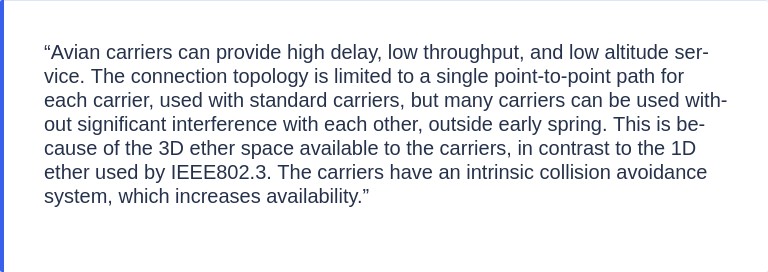 “Avian carriers can provide high delay, low throughput, and low altitude ser-
vice. The connection topology is limited to a single point-to-point path for
each carrier, used with standard carriers, but many carriers can be used with-
out significant interference with each other, outside early spring. This is be-
cause of the 3D ether space available to the carriers, in contrast to the 1D
ether used by IEEE802.3. The carriers have an intrinsic collision avoidance
system, which increases availability.”